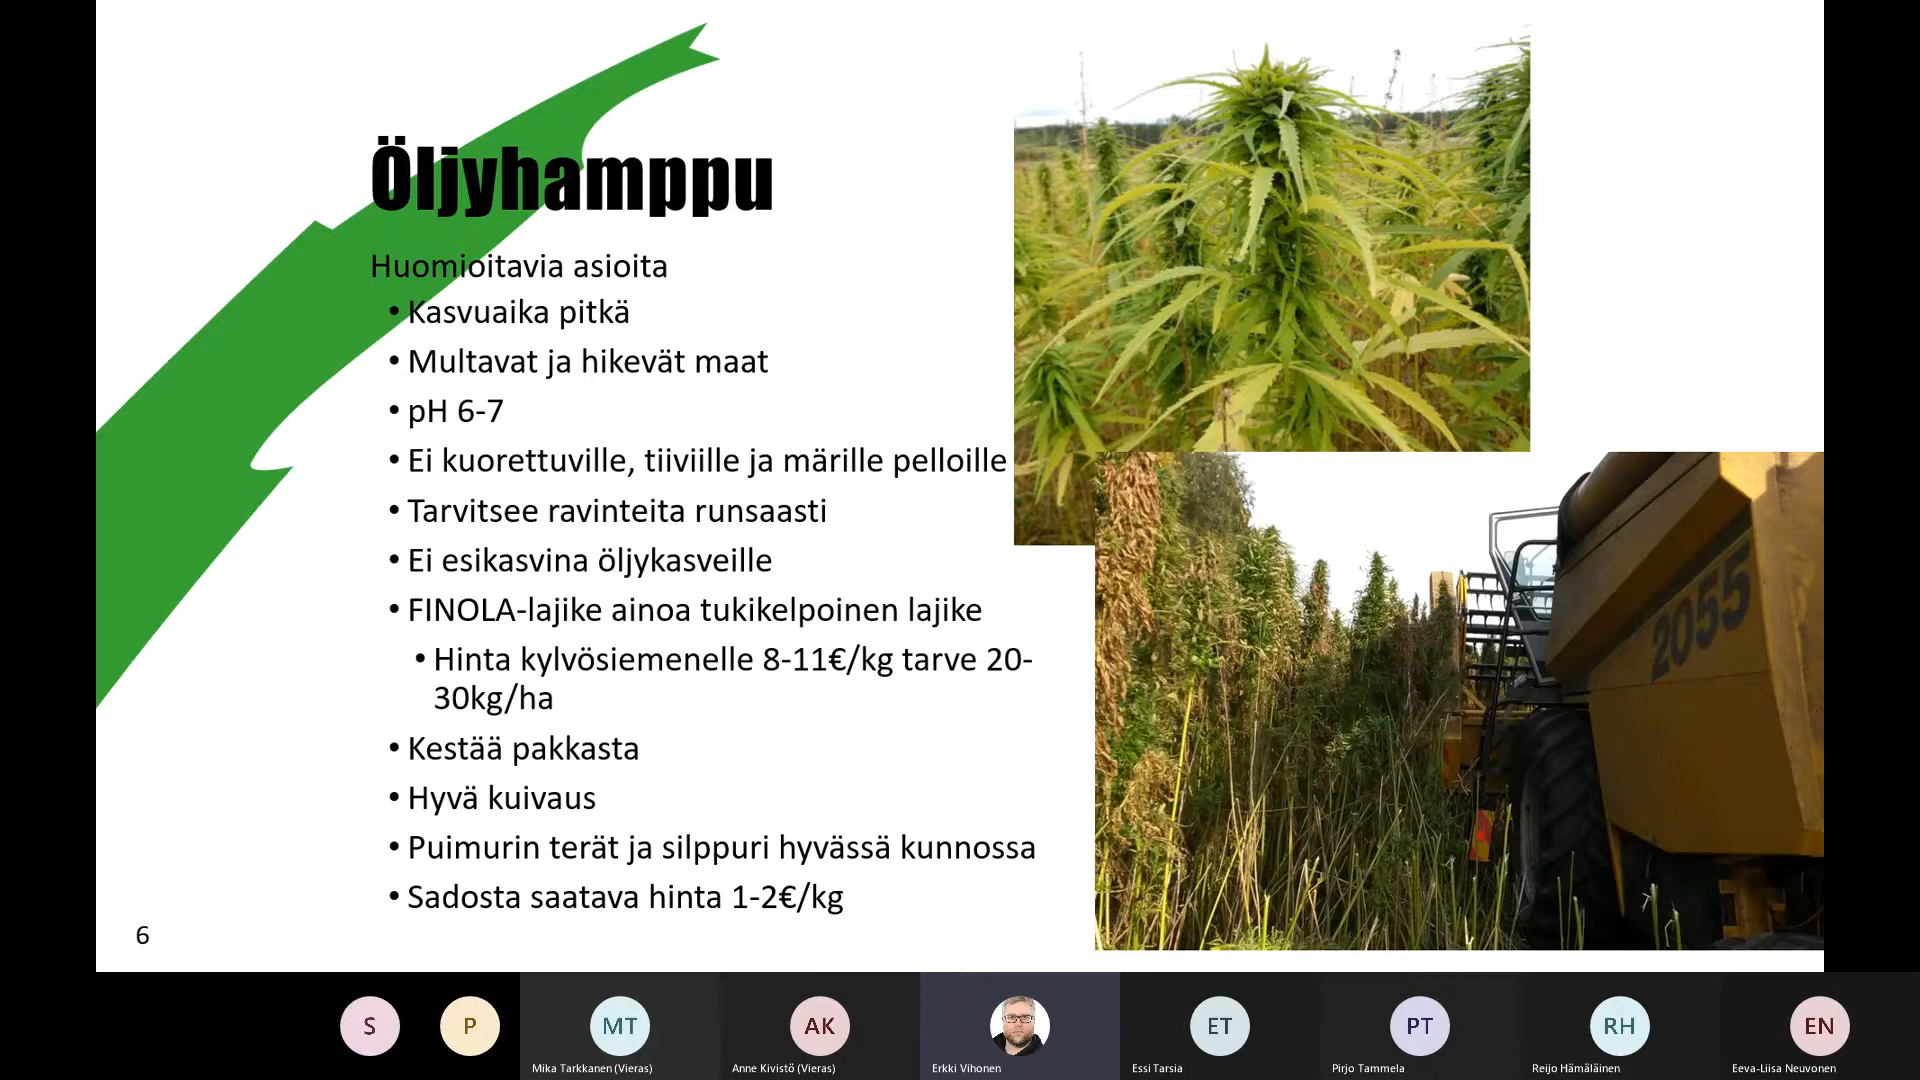 Öljyhamppu
Huomioitavia asioita
• Kasvuaika pitkä
• Multavat ja hikevät maat
• pH 6-7
• Ei kuorettuville, tiiviille ja märille pelloille
• Tarvitsee ravinteita runsaasti
• Ei esikasvina öljykasveille
• FINOLA-lajike ainoa tukikelpoinen lajike
• Hinta kylvösiemenelle 8-11€/kg tarve 20-
30kg/ha
• Kestää pakkasta
• Hyvä kuivaus
• Puimurin terät ja silppuri hyvässä kunnossa
• Sadosta saatava hinta 1-2€/kg
2055
6
S
P
MT
Mika Tarkkanen (Vieras)
AK
Anne Kivistö (Vieras)
Erkki Vihonen
ET
Essi Tarsia
PT
Pirjo Tammela
RH
Reijo Hämäläinen
EN
Eeva-Liisa Neuvonen